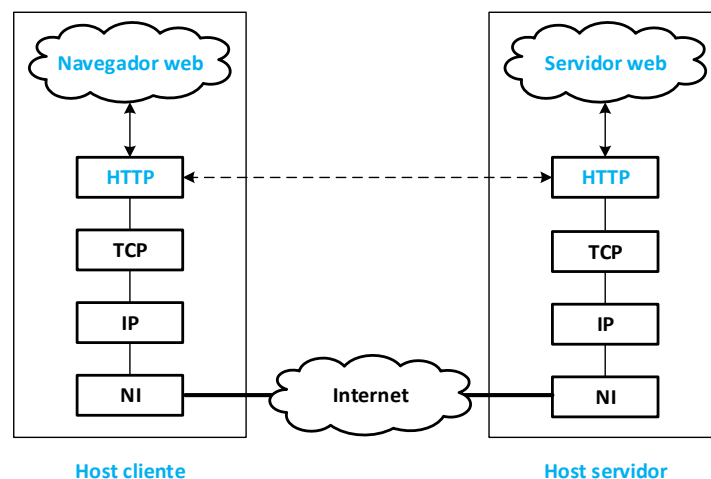 Navegador web
Servidor web
HTTP
HTTP
TCP
TCP
IP
IP
NI
Internet
NI
Host cliente
Host servidor